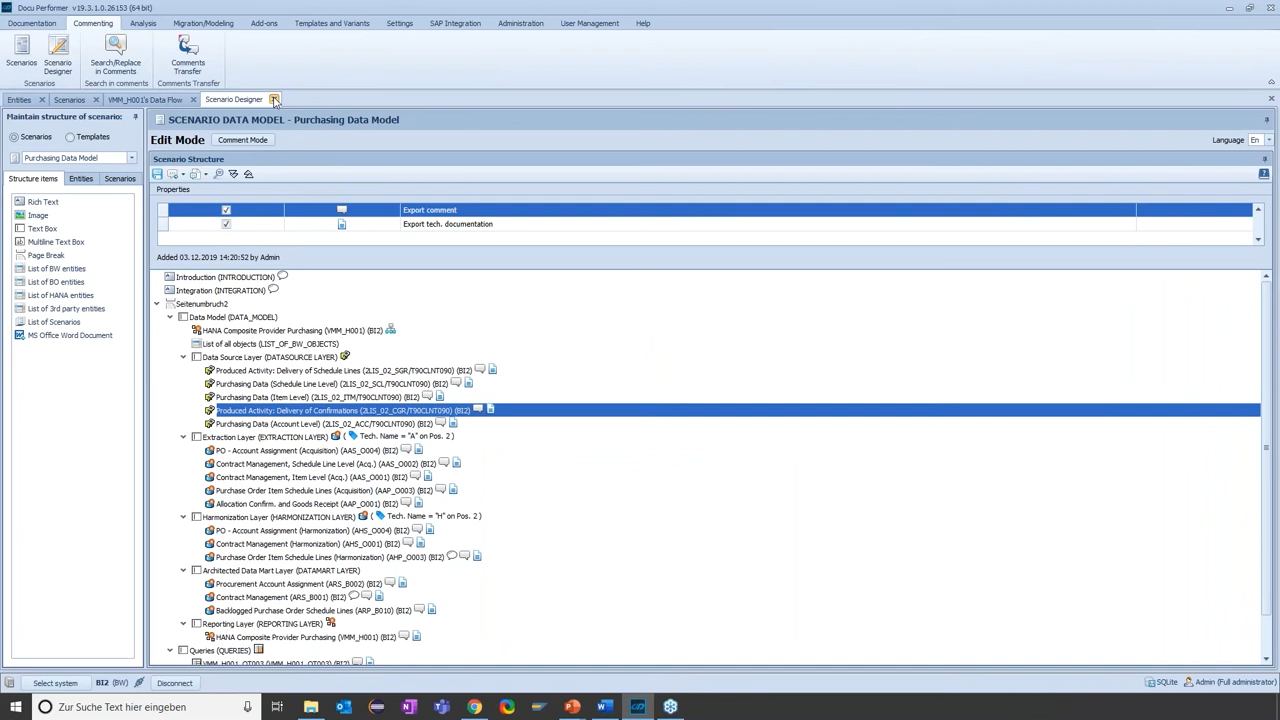 Docu Performer v19.3.1.0.26153 (64 bit)
Documentation Commenting Analysis Migration/Modeling Add-ons Templates and Variants Settings SAP Integration Administration User Management Help
Scenarios
Scenario Designer
Search/Replace in Comments
Comments Transfer
Scenarios Search in comments Comments Transfer
Entities Scenarios VMM_H001's Data Flow Scenario Designer
Maintain structure of scenario:
Scenarios Templates
Purchasing Data Model
Structure items Entities Scenarios
Rich Text
Image
Text Box
Multiline Text Box
Page Break
List of BW entities
List of BO entities
List of HANA entities
List of 3rd party entities
List of Scenarios
MS Office Word Document
SCENARIO DATA MODEL - Purchasing Data Model
Edit Mode Comment Mode Language En
Scenario Structure
Properties
Export comment
Export tech. documentation
Added 03.12.2019 14:20:52 by Admin
Introduction (INTRODUCTION)
Integration (INTEGRATION)
Seitenumbruch2
Data Model (DATA_MODEL)
HANA Composite Provider Purchasing (VMM_H001) (BI2)
List of all objects (LIST_OF_BW_OBJECTS)
Data Source Layer (DATASOURCE LAYER)
Produced Activity: Delivery of Schedule Lines (2LIS_02_SGR/T90CLNT090) (BI2)
Purchasing Data (Schedule Line Level) (2LIS_02_SCL/T90CLNT090) (BI2)
Purchasing Data (Item Level) (2LIS_02_ITM/T90CLNT090) (BI2)
Produced Activity: Delivery of Confirmations (2LIS_02_CGR/T90CLNT090) (BI2)
Purchasing Data (Account Level) (2LIS_02_ACC/T90CLNT090) (BI2)
Extraction Layer (EXTRACTION LAYER) ( Tech. Name = "A" on Pos. 2 )
PO - Account Assignment (Acquisition) (AAS_O004) (BI2)
Contract Management, Schedule Line Level (Acq.) (AAS_O002) (BI2)
Contract Management, Item Level (Acq.) (AAS_O001) (BI2)
Purchase Order Item Schedule Lines (Acquisition) (AAP_O003) (BI2)
Allocation Confirm. and Goods Receipt (AAP_O001) (BI2)
Harmonization Layer (HARMONIZATION LAYER) ( Tech. Name = "H" on Pos. 2 )
PO - Account Assignment (Harmonization) (AHS_O004) (BI2)
Contract Management (Harmonization) (AHS_O001) (BI2)
Purchase Order Item Schedule Lines (Harmonization) (AHP_O003) (BI2)
Architected Data Mart Layer (DATAMART LAYER)
Procurement Account Assignment (ARS_B002) (BI2)
Contract Management (ARS_B001) (BI2)
Backlogged Purchase Order Schedule Lines (ARP_B010) (BI2)
Reporting Layer (REPORTING LAYER)
HANA Composite Provider Purchasing (VMM_H001) (BI2)
Queries (QUERIES)
VMM_H001_QT003 (VMM_H001_QT003) (BI2)
Select system BI2 (BW) Disconnect SQLite Admin (Full administrator)
Zur Suche Text hier eingeben